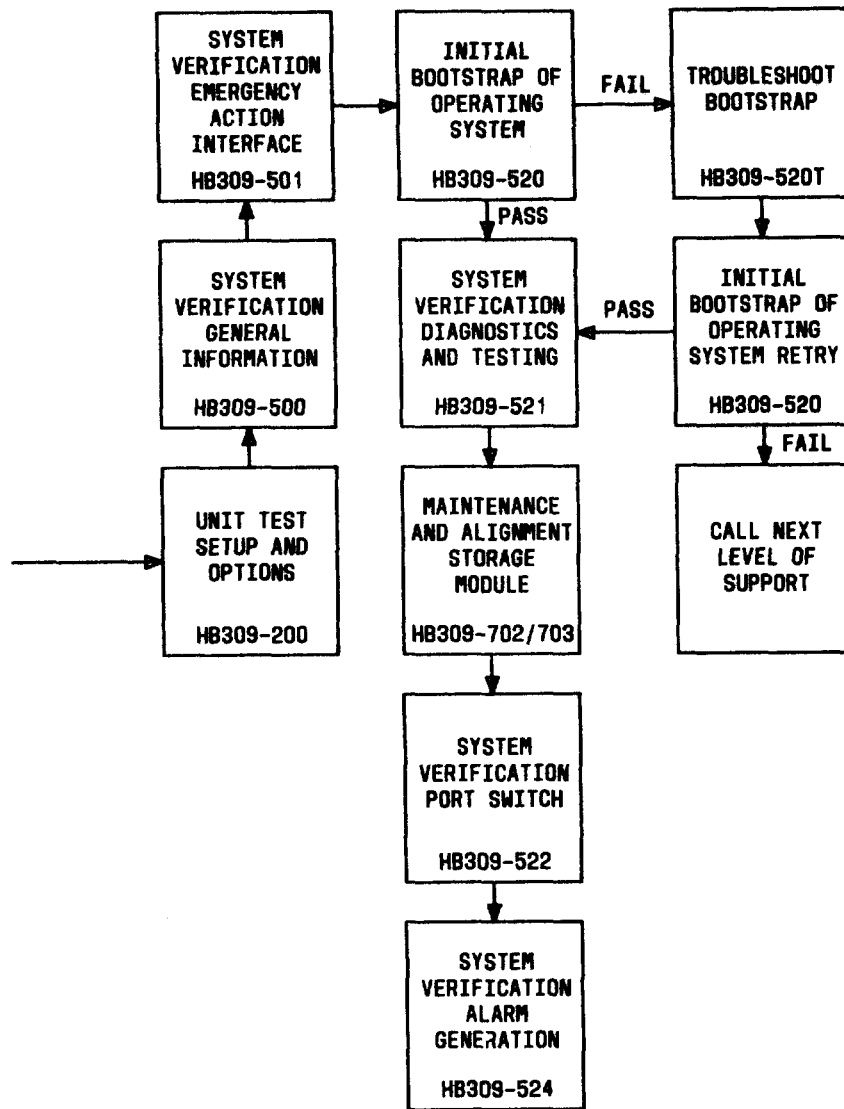 SYSTEM
VERIFICATION
EMERGENCY
ACTION
INTERFACE
HB309-501
INITIAL
BOOTSTRAP OF
OPERATING
SYSTEM
HB309-520
FAIL
TROUBLESHOOT
BOOTSTRAP
HB309-520T
PASS
SYSTEM
VERIFICATION
GENERAL
INFORMATION
HB309-500
SYSTEM
VERIFICATION
DIAGNOSTICS
AND TESTING
HB309-521
PASS
INITIAL
BOOTSTRAP OF
OPERATING
SYSTEM RETRY
HB309-520
FAIL
UNIT TEST
SETUP AND
OPTIONS
HB309-200
MAINTENANCE
AND ALIGNMENT
STORAGE
MODULE
HB309-702/703
CALL NEXT
LEVEL OF
SUPPORT
SYSTEM
VERIFICATION
PORT SWITCH
HB309-522
SYSTEM
VERIFICATION
ALARM
GENERATION
HB309-524